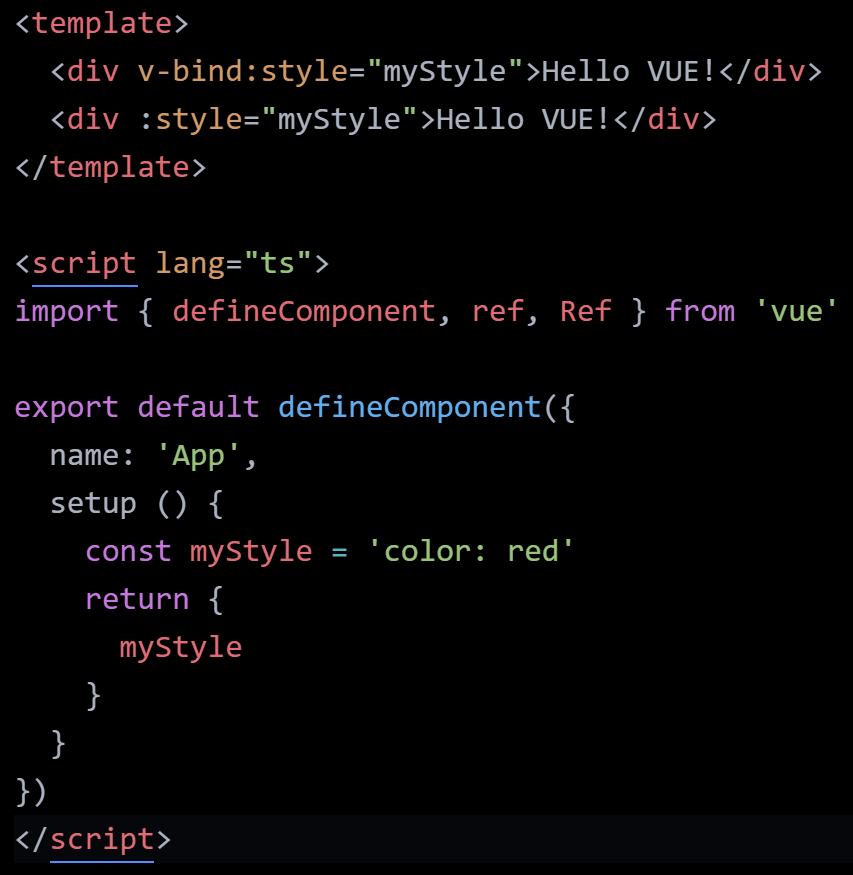 <template>
  <div v-bind:style="myStyle">Hello VUE!</div>
  <div :style="myStyle">Hello VUE!</div>
</template>

<script lang="ts">
import { defineComponent, ref, Ref } from 'vue'

export default defineComponent({
  name: 'App',
  setup () {
    const myStyle = 'color: red'
    return {
      myStyle
    }
  }
})
</script>